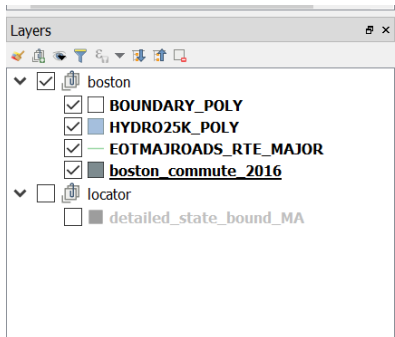 Layers
boston
BOUNDARY_POLY
HYDRO25K_POLY
EOTMAJROADS_RTE_MAJOR
boston_commute_2016
locator
detailed_state_bound_MA